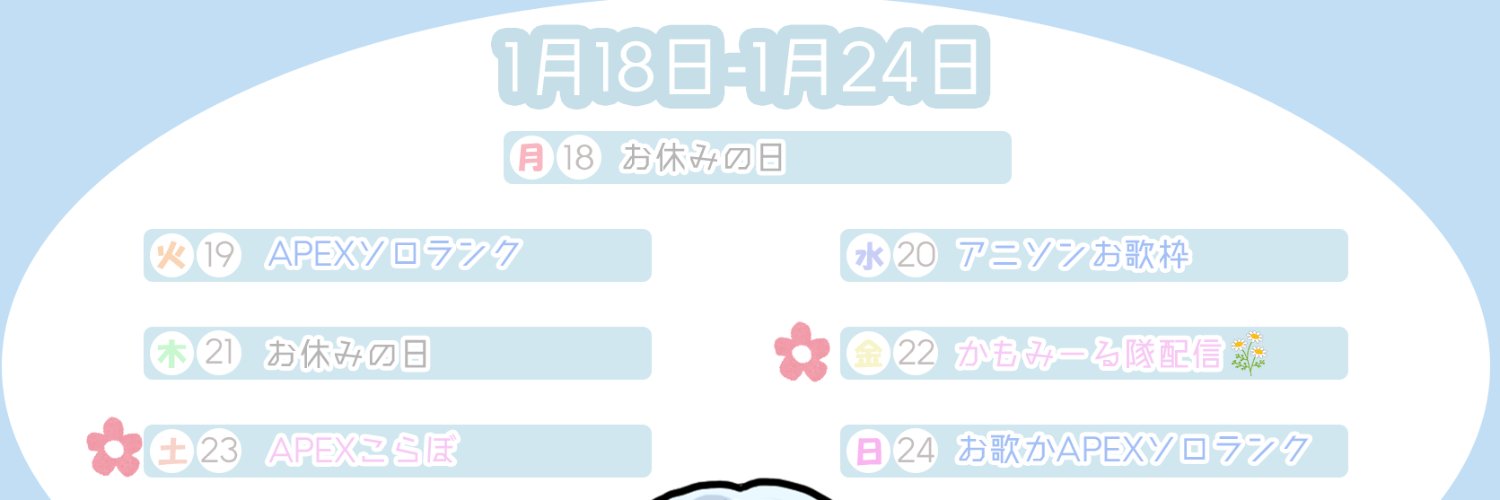 1月18日-1月24日
月 18 お休みの日
火 19 APEXソロランク
水 20 アニソンお歌枠
木 21 お休みの日
金 22 かもみーる隊配信
土 23 APEXこらぼ
日 24 お歌かAPEXソロランク